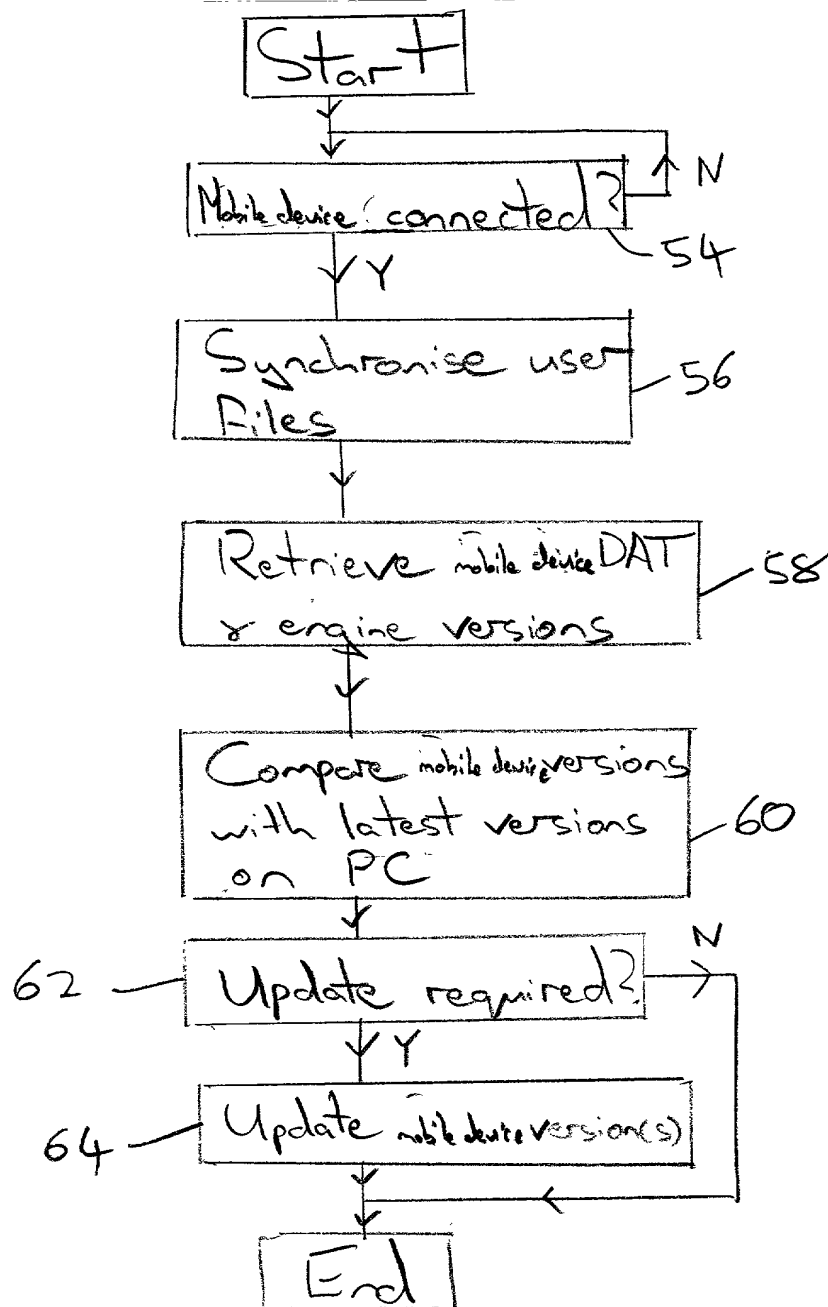 Start
N
Mobile device connected?
54
Y
Synchronise user
Files
56
Retrieve mobile device DAT
& engine versions
58
Compare mobile device versions
with latest versions
on PC
60
N
62
Update required?
Y
64
Update mobile device version(s)
End